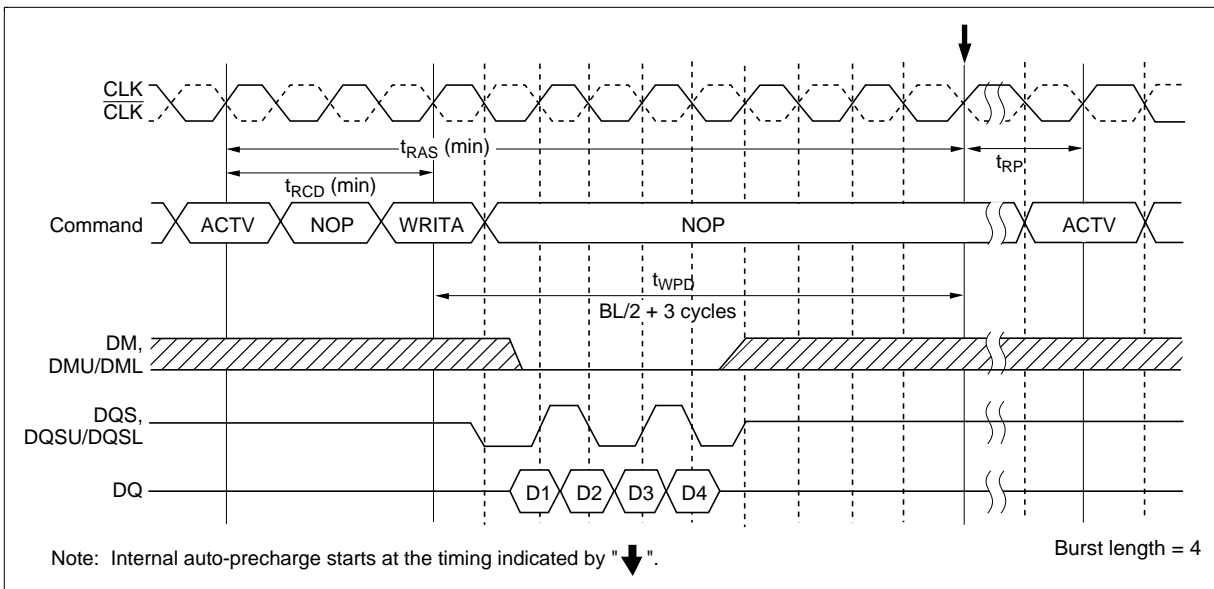 CLK
CLK
tRAS (min)
tRP
tRCD (min)
Command ACTV NOP WRITA NOP ACTV
tWPD
BL/2 + 3 cycles
DM,
DMU/DML
DQS,
DQSU/DQSL
DQ D1 D2 D3 D4
Note: Internal auto-precharge starts at the timing indicated by " ".
Burst length = 4